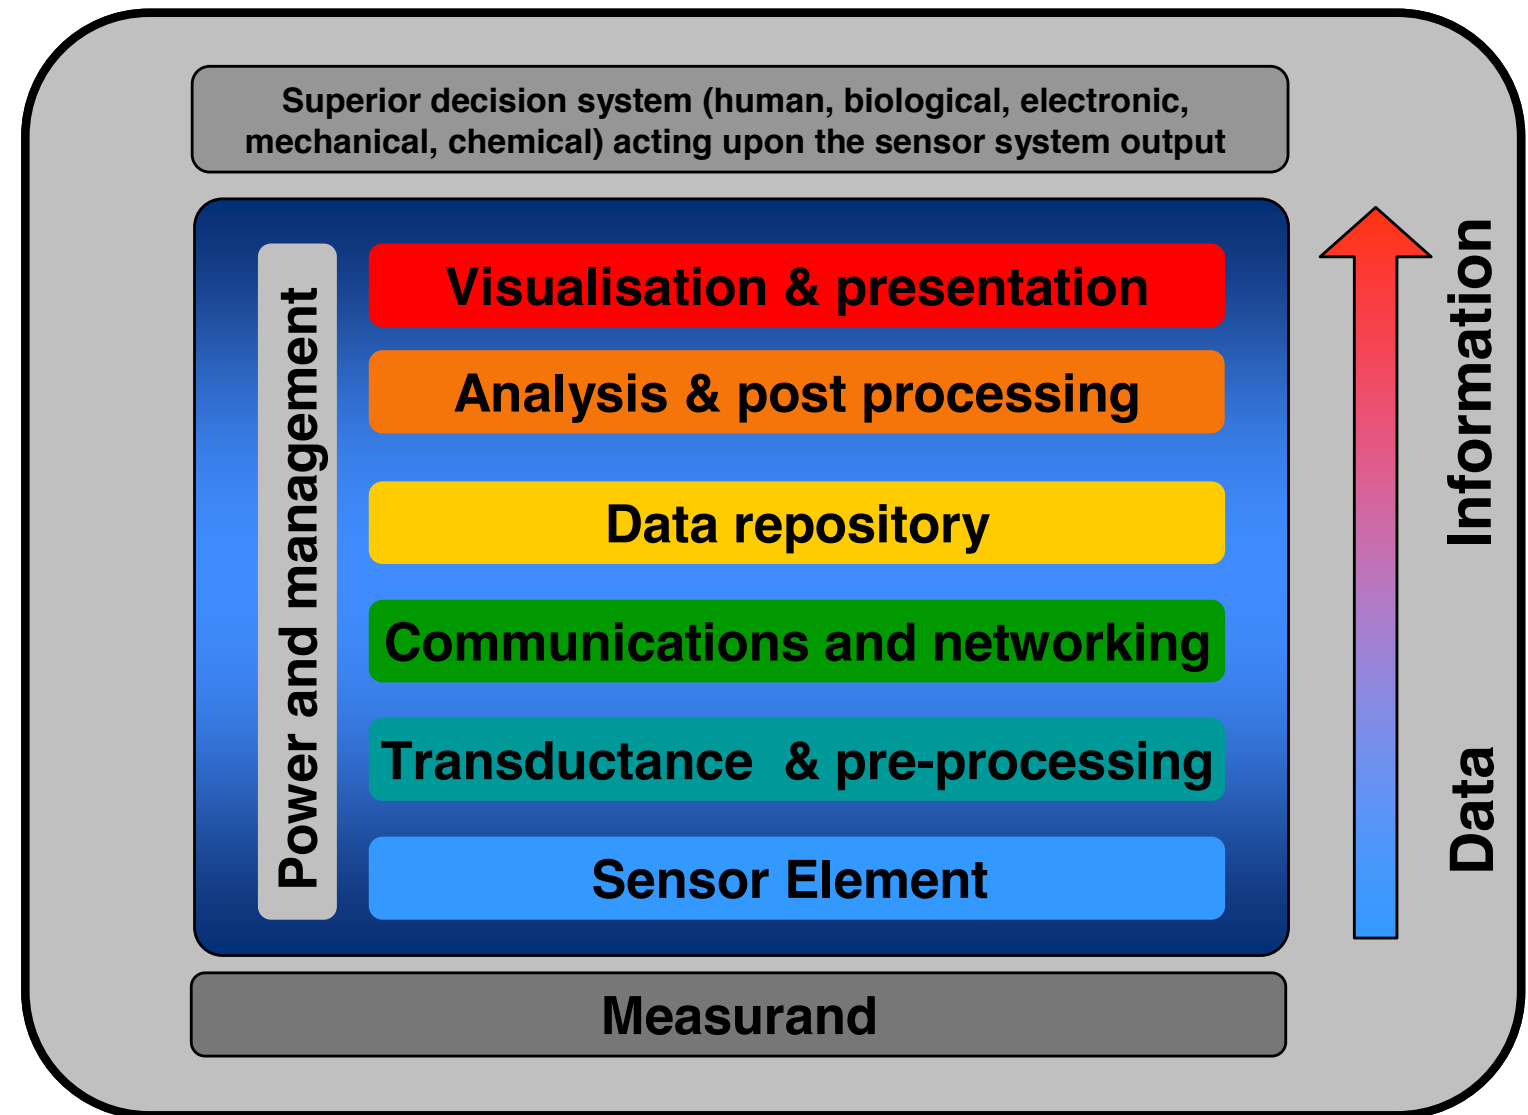 Superior decision system (human, biological, electronic,
mechanical, chemical) acting upon the sensor system output
Power and management
Visualisation & presentation
Analysis & post processing
Data repository
Communications and networking
Transductance & pre-processing
Sensor Element
Information
Data
Measurand